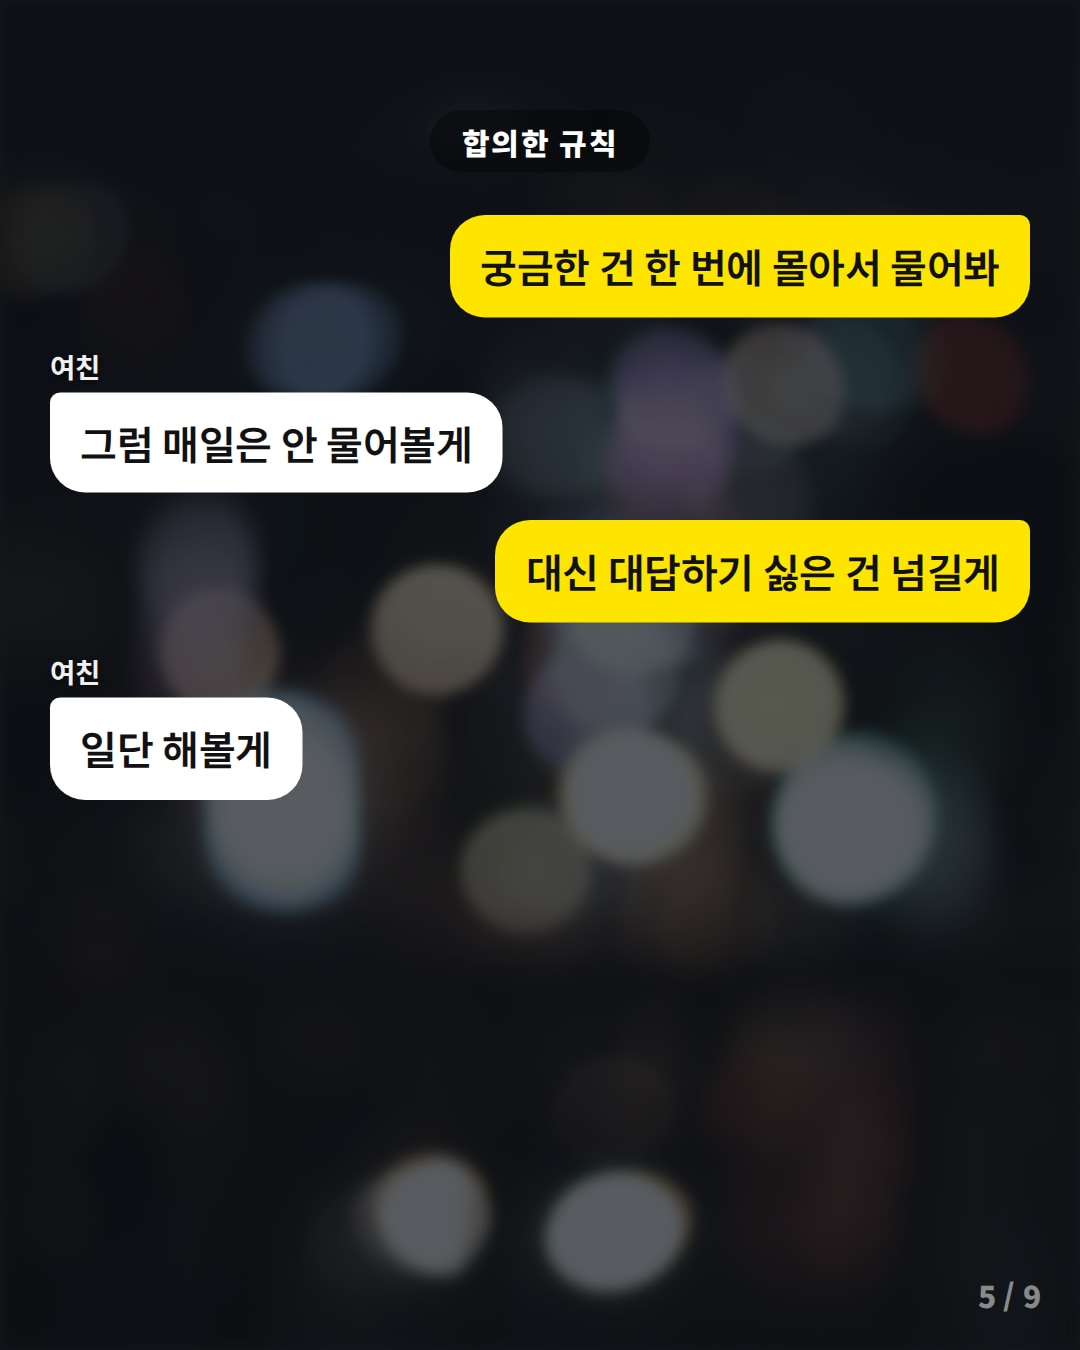 합의한 규칙
궁금한 건 한 번에 몰아서 물어봐
여친
그럼 매일은 안 물어볼게
대신 대답하기 싫은 건 넘길게
여친
일단 해볼게
5 / 9